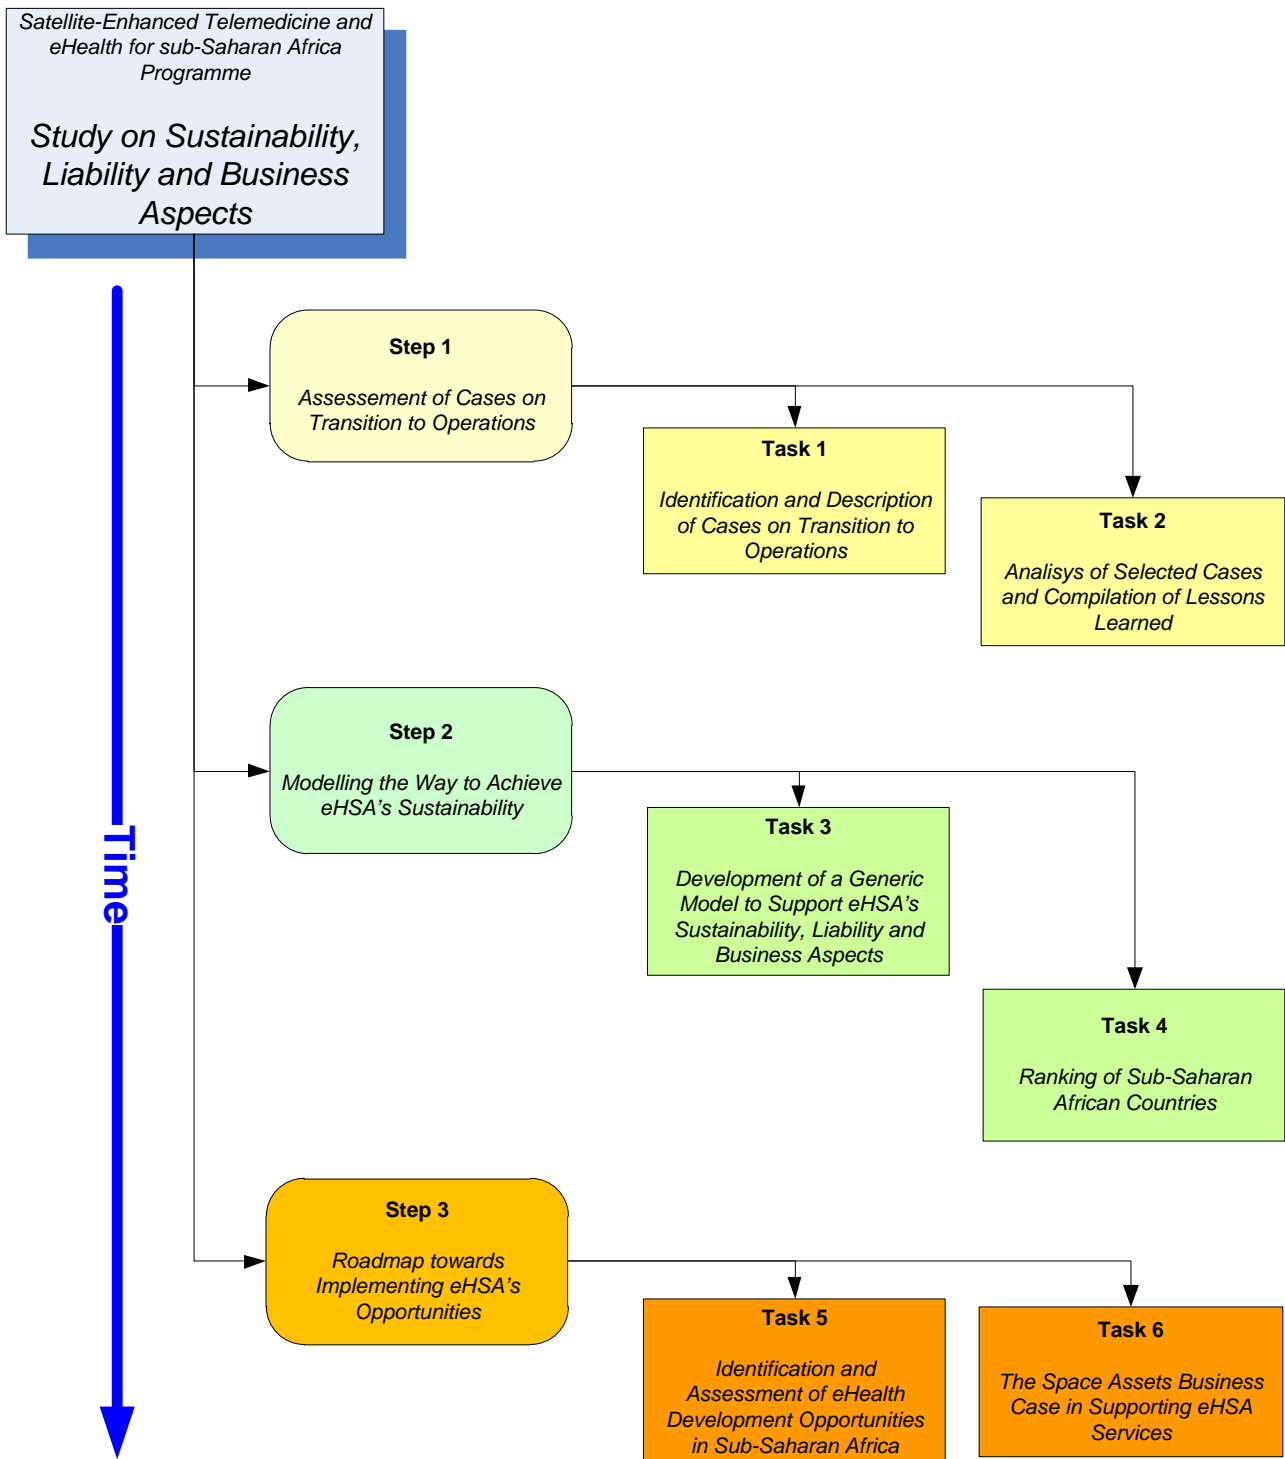 Satellite-Enhanced Telemedicine and
eHealth for sub-Saharan Africa
Programme
Study on Sustainability,
Liability and Business
Aspects
Time
Step 1
Assessement of Cases on
Transition to Operations
Task 1
Identification and Description
of Cases on Transition to
Operations
Task 2
Analisys of Selected Cases
and Compilation of Lessons
Learned
Step 2
Modelling the Way to Achieve
eHSA’s Sustainability
Task 3
Development of a Generic
Model to Support eHSA’s
Sustainability, Liability and
Business Aspects
Task 4
Ranking of Sub-Saharan
African Countries
Step 3
Roadmap towards
Implementing eHSA’s
Opportunities
Task 5
Identification and
Assessment of eHealth
Development Opportunities
in Sub-Saharan Africa
Task 6
The Space Assets Business
Case in Supporting eHSA
Services